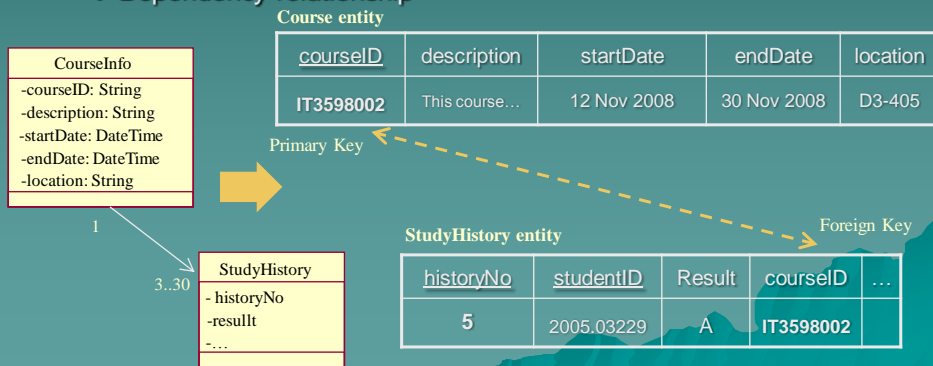 Dependency relationship
Course entity
CourseInfo
-courseID: String
-description: String
-startDate: DateTime
-endDate: DateTime
-location: String
courseID description startDate endDate location
IT3598002 This course… 12 Nov 2008 30 Nov 2008 D3-405
Primary Key
Foreign Key
1
3..30
StudyHistory
- historyNo
-resullt
-…
StudyHistory entity
historyNo studentID Result courseID …
5 2005.03229 A IT3598002